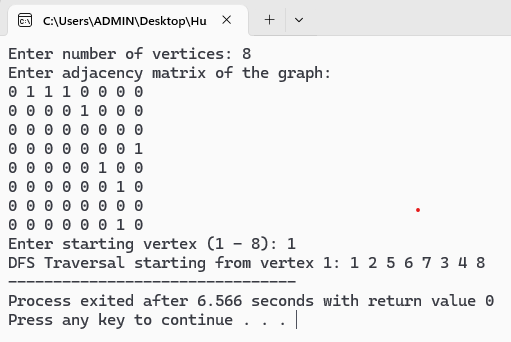 C:\Users\ADMIN\Desktop\Hu
Enter number of vertices: 8
Enter adjacency matrix of the graph:
0 1 1 1 0 0 0 0
0 0 0 0 1 0 0 0
0 0 0 0 0 0 0 0
0 0 0 0 0 0 0 1
0 0 0 0 0 1 0 0
0 0 0 0 0 0 1 0
0 0 0 0 0 0 0 0
0 0 0 0 0 0 1 0
Enter starting vertex (1 - 8): 1
DFS Traversal starting from vertex 1: 1 2 5 6 7 3 4 8
--------------------------------
Process exited after 6.566 seconds with return value 0
Press any key to continue . . .